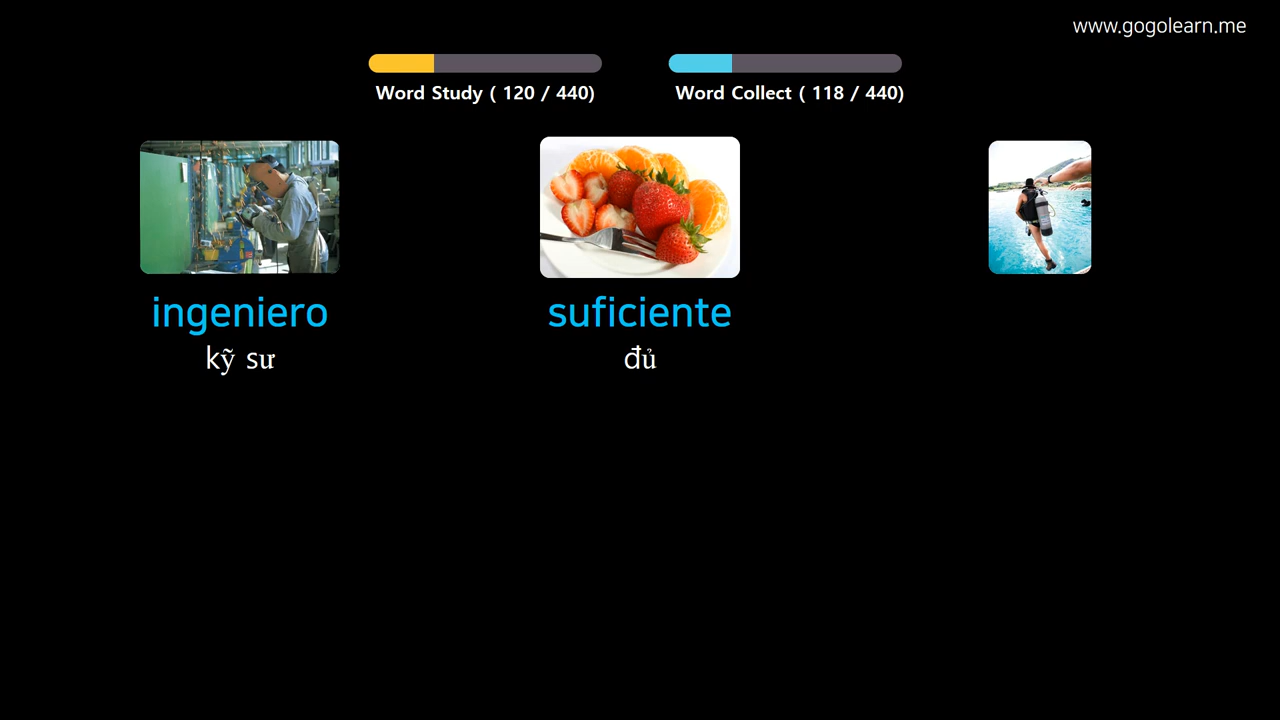 www.gogolearn.me
Word Study ( 120 / 440)
Word Collect ( 118 / 440)
ingeniero
kỹ sư
suficiente
đủ